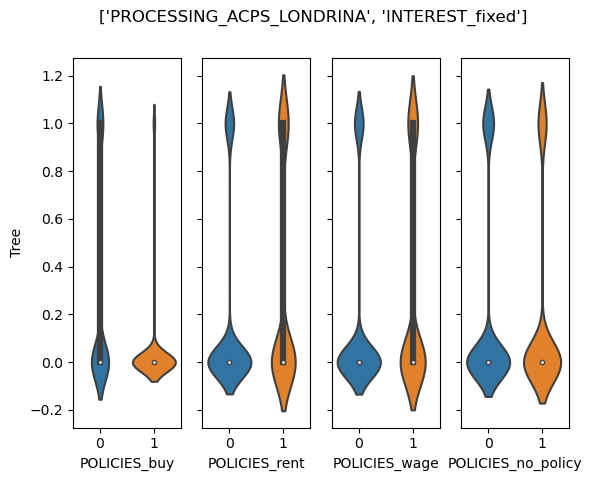 ['PROCESSING_ACPS_LONDRINA', 'INTEREST_fixed']
1.2
1.0
0.8
0.6
0.4
0.2
0.0
−0.2
Tree
0 1 0 1 0 1 0 1
POLICIES_buy POLICIES_rent POLICIES_wage POLICIES_no_policy